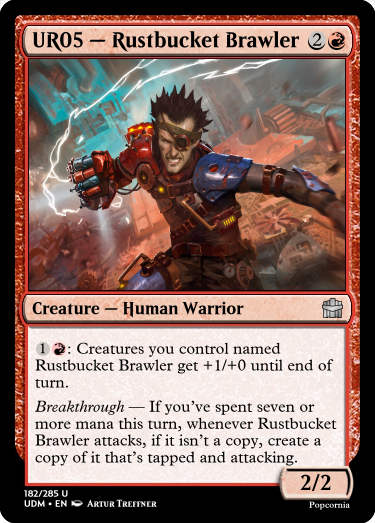 UR05 — Rustbucket Brawler 2
Creature — Human Warrior
1 : Creatures you control named
Rustbucket Brawler get +1/+0 until end of
turn.
Breakthrough — If you've spent seven or
more mana this turn, whenever Rustbucket
Brawler attacks, if it isn't a copy, create a
copy of it that's tapped and attacking.
2/2
182/285 U
UDM • EN Artur Treffner
Popcornia